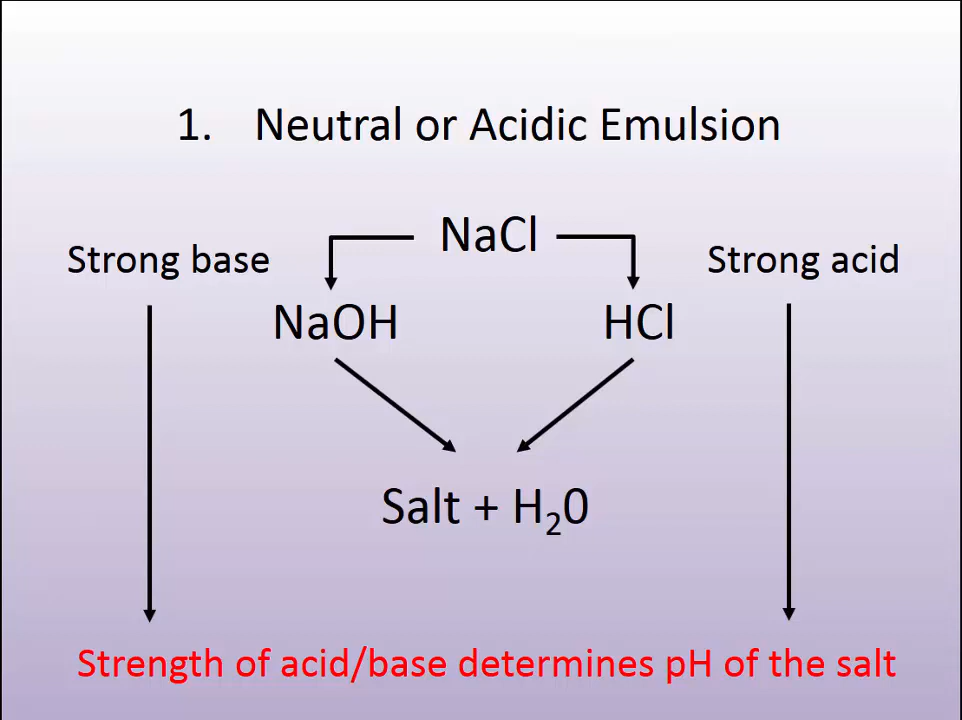 1. Neutral or Acidic Emulsion
NaCl
Strong base
Strong acid
NaOH
HCl
Salt + H₂0
Strength of acid/base determines pH of the salt